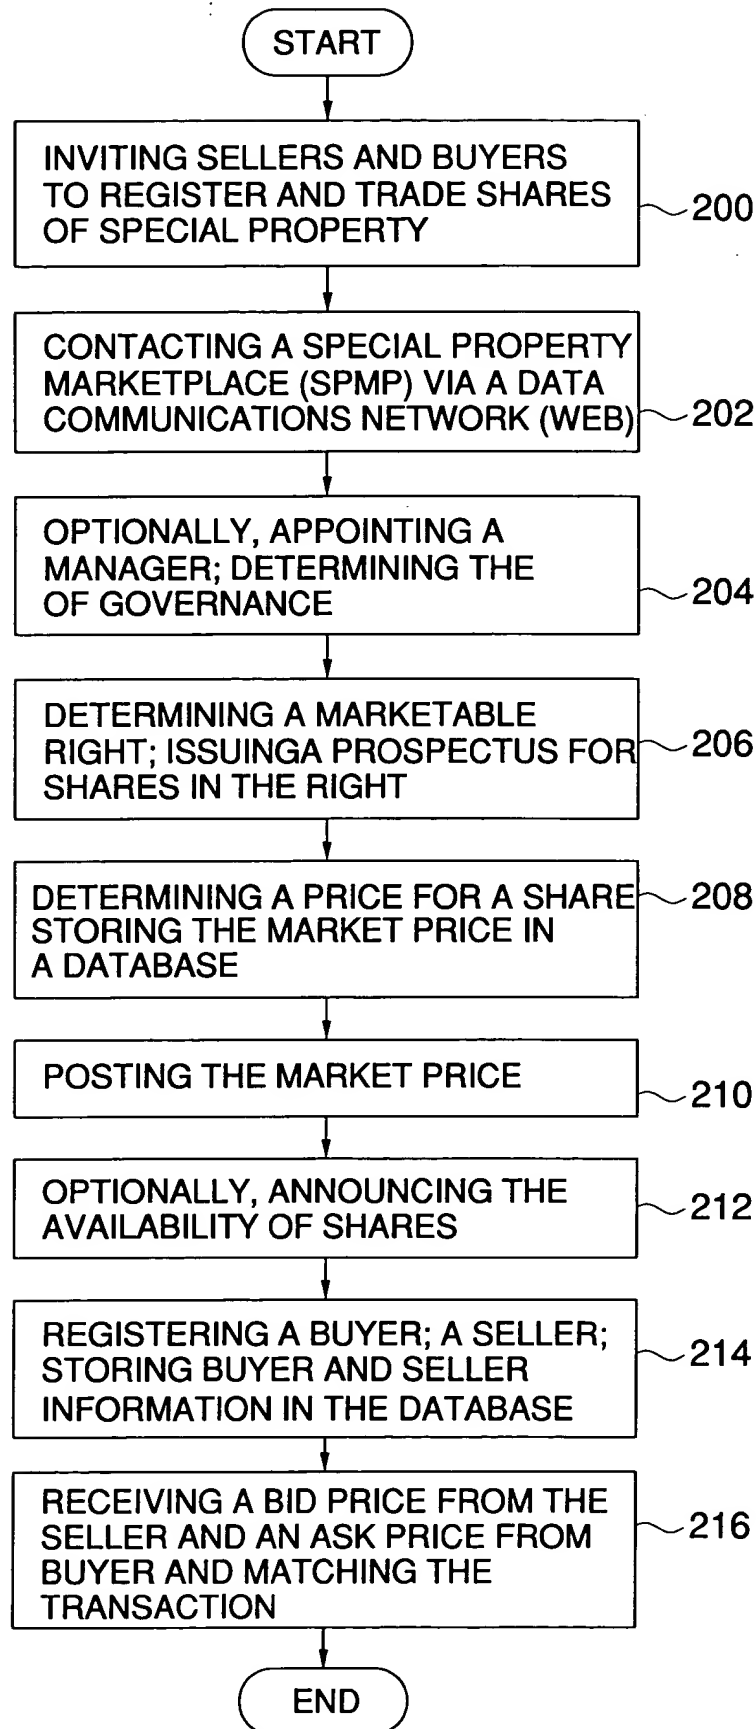 START
INVITING SELLERS AND BUYERS
TO REGISTER AND TRADE SHARES
OF SPECIAL PROPERTY
200
CONTACTING A SPECIAL PROPERTY
MARKETPLACE (SPMP) VIA A DATA
COMMUNICATIONS NETWORK (WEB)
202
OPTIONALLY, APPOINTING A
MANAGER; DETERMINING THE
OF GOVERNANCE
204
DETERMINING A MARKETABLE
RIGHT; ISSUINGA PROSPECTUS FOR
SHARES IN THE RIGHT
206
DETERMINING A PRICE FOR A SHARE
STORING THE MARKET PRICE IN
A DATABASE
208
POSTING THE MARKET PRICE
210
OPTIONALLY, ANNOUNCING THE
AVAILABILITY OF SHARES
212
REGISTERING A BUYER; A SELLER;
STORING BUYER AND SELLER
INFORMATION IN THE DATABASE
214
RECEIVING A BID PRICE FROM THE
SELLER AND AN ASK PRICE FROM
BUYER AND MATCHING THE
TRANSACTION
216
END